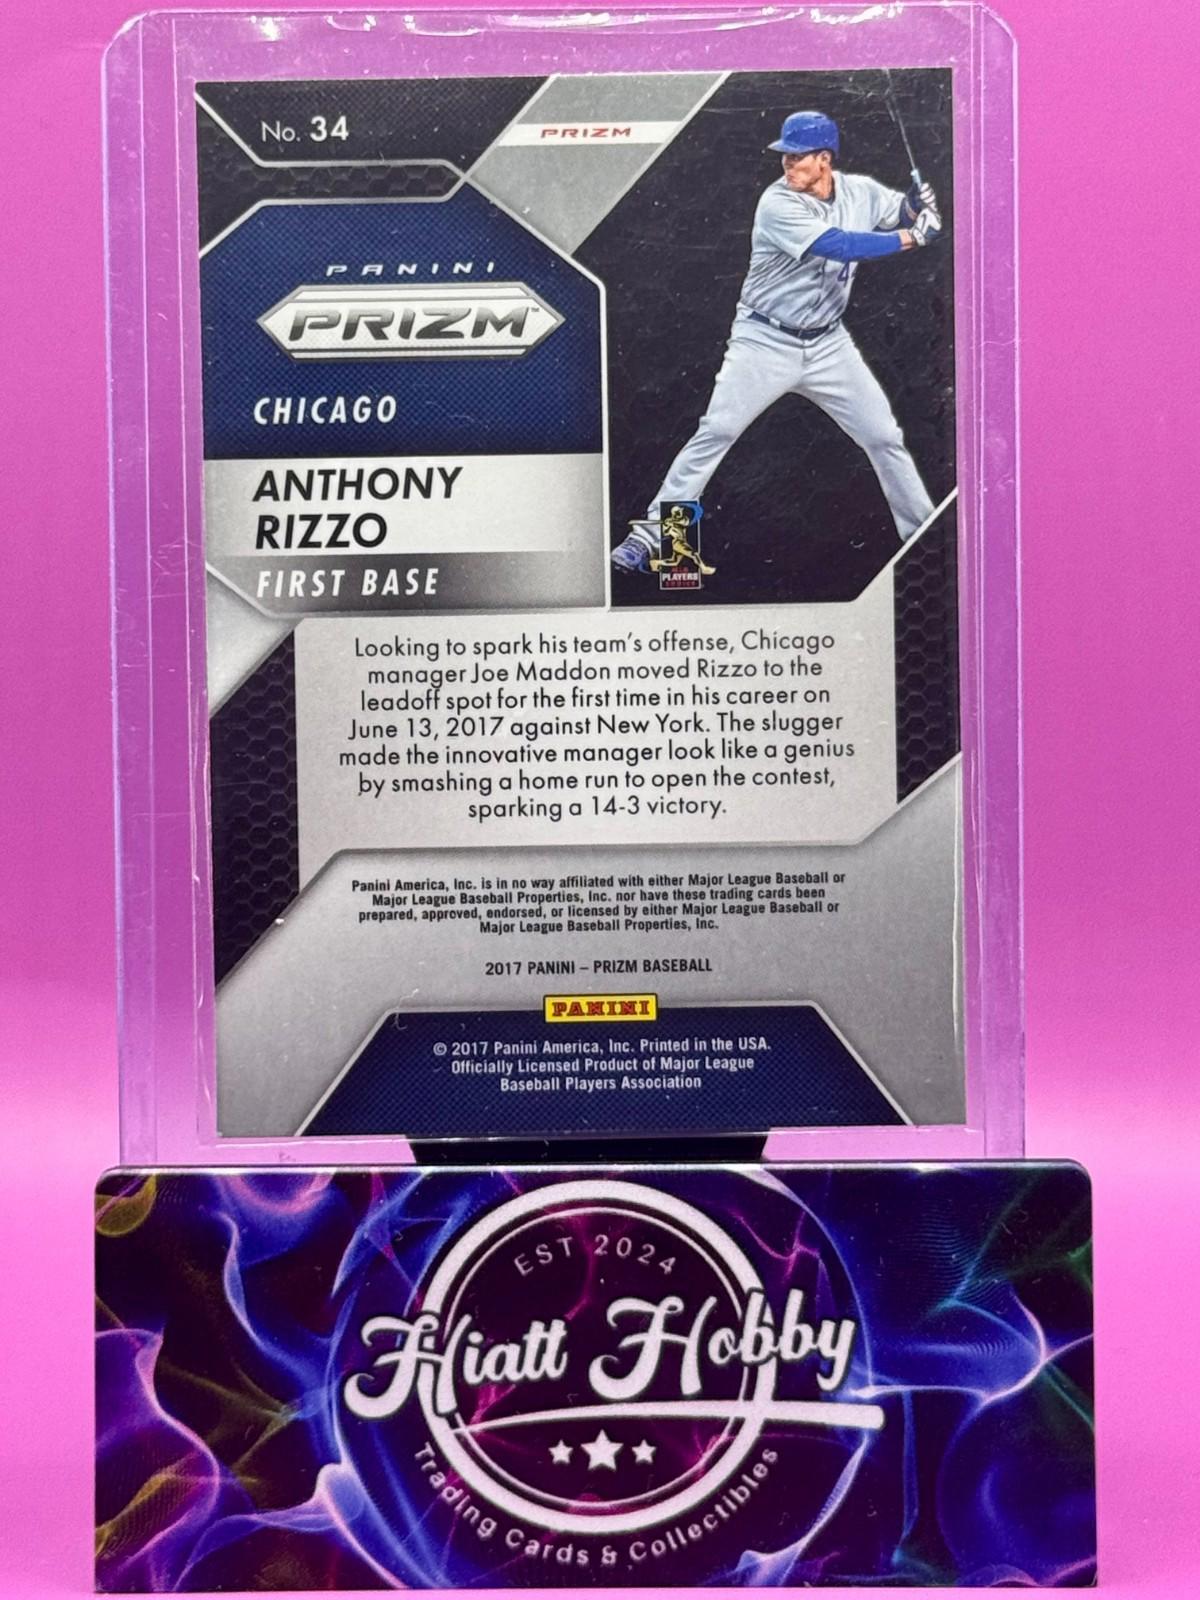 No. 34
PRIZM
PANINI
PRIZM™
CHICAGO
ANTHONY
RIZZO
FIRST BASE
4
MLB
PLAYERS
CHOICE
Looking to spark his team's offense, Chicago
manager Joe Maddon moved Rizzo to the
leadoff spot for the first time in his career on
June 13, 2017 against New York. The slugger
made the innovative manager look like a genius
by smashing a home run to open the contest,
sparking a 14-3 victory.
Panini America, Inc. is in no way affiliated with either Major League Baseball or
Major League Baseball Properties, Inc. nor have these trading cards been
prepared, approved, endorsed, or licensed by either Major League Baseball or
Major League Baseball Properties, Inc.
2017 PANINI – PRIZM BASEBALL
PANINI
© 2017 Panini America, Inc. Printed in the USA.
Officially Licensed Product of Major League
Baseball Players Association
EST 2024
Hiatt Hobby
Trading Cards & Collectibles